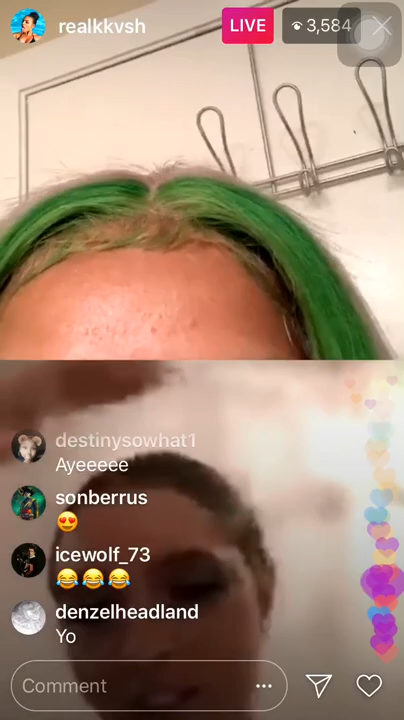 realkkvsh
LIVE
3,584
destinysowhat1
Ayeeeee
sonberrus
😍
icewolf_73
😂😂😂
denzelheadland
Yo
Comment